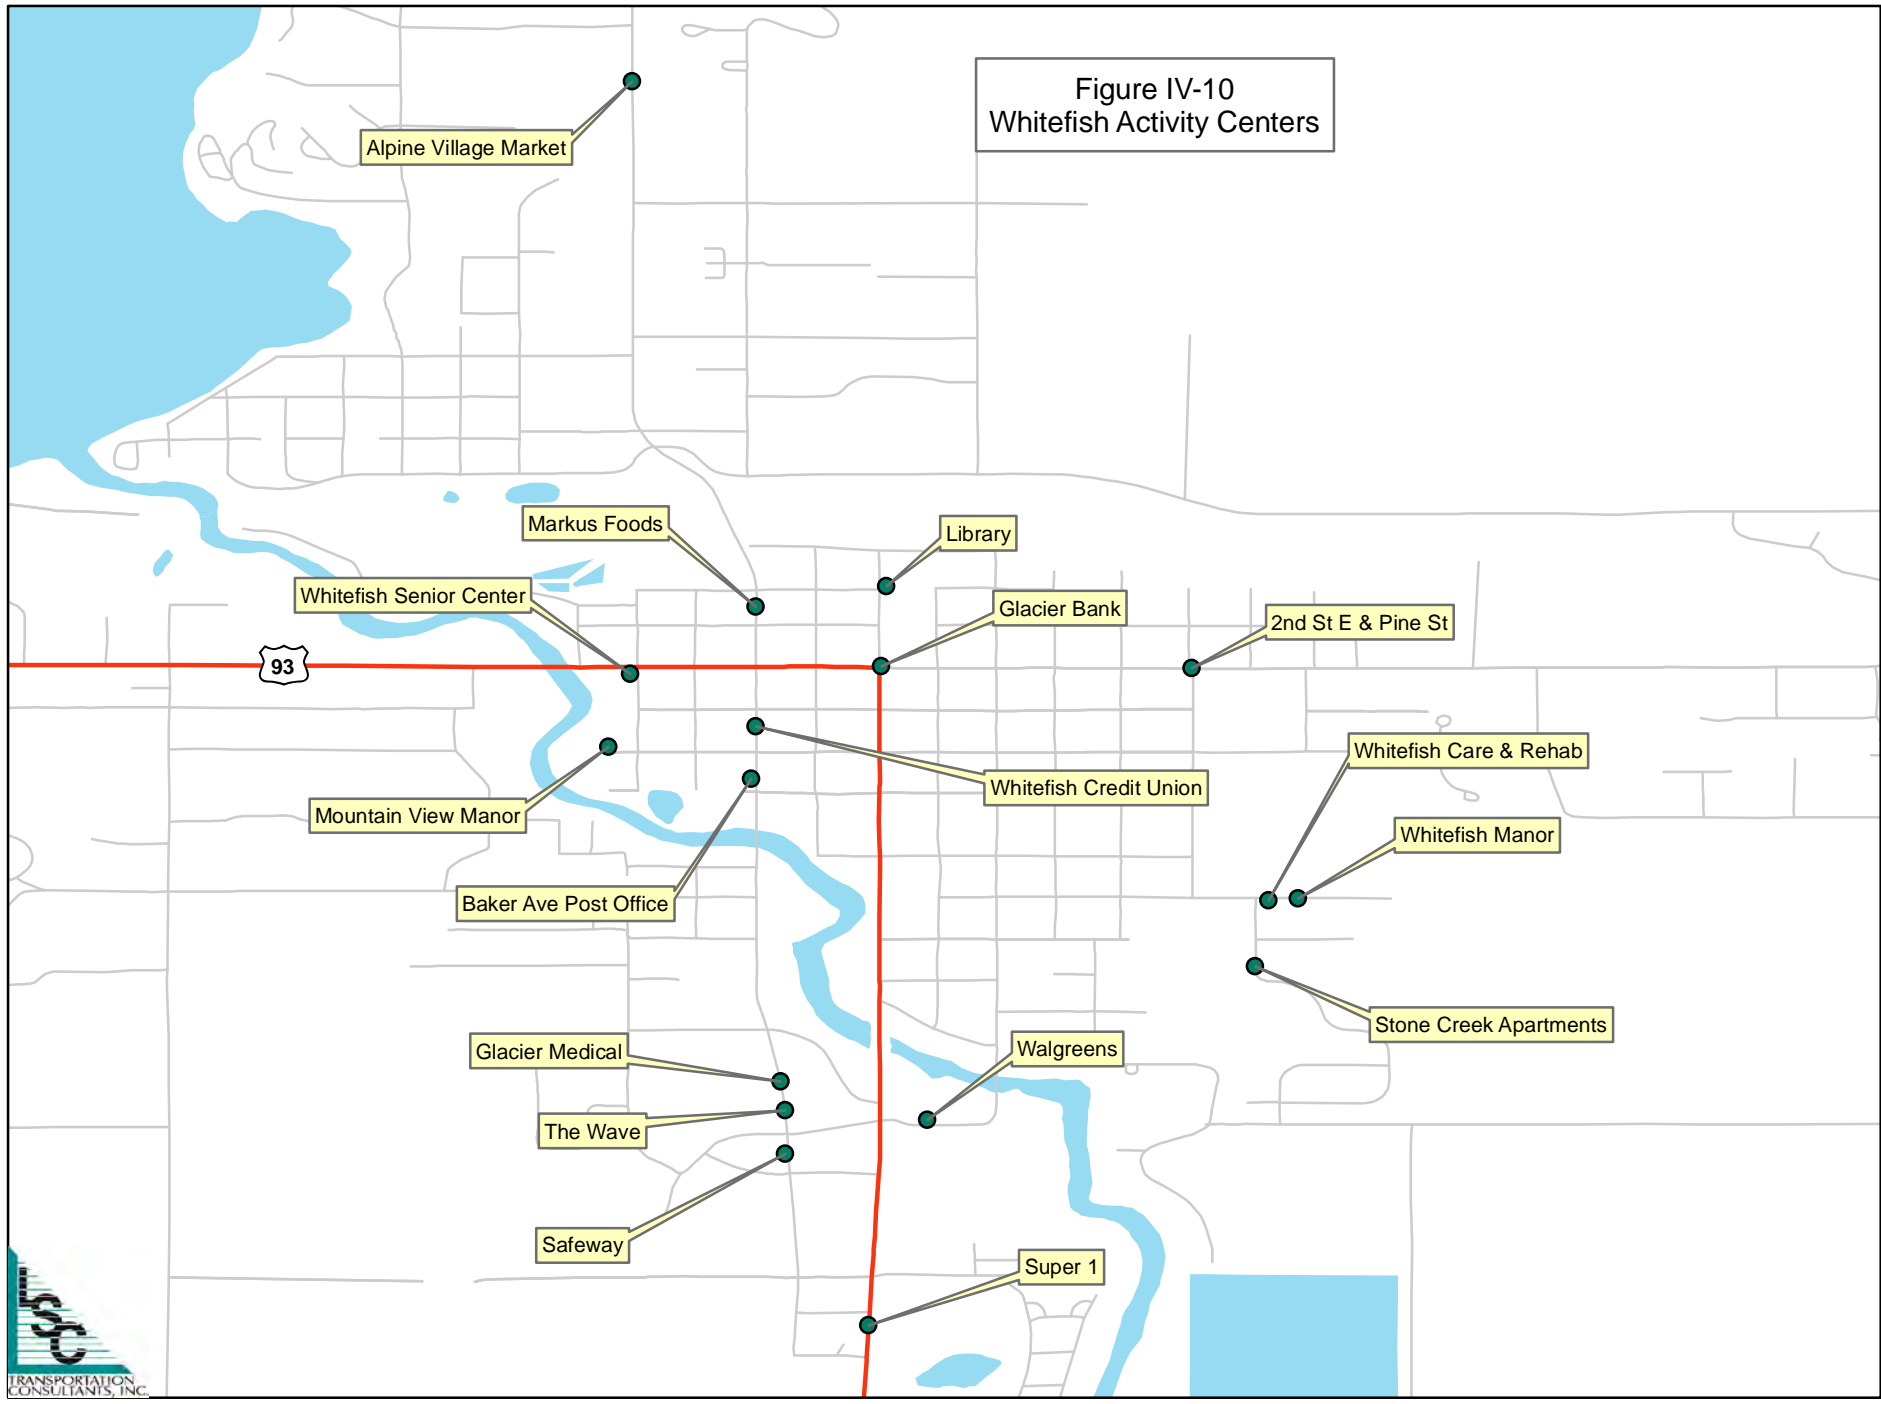 Figure IV-10
Whitefish Activity Centers
Alpine Village Market
Markus Foods
Library
Whitefish Senior Center
Glacier Bank
2nd St E & Pine St
93
Whitefish Care & Rehab
Whitefish Credit Union
Mountain View Manor
Whitefish Manor
Baker Ave Post Office
Stone Creek Apartments
Glacier Medical
Walgreens
The Wave
Safeway
Super 1
LSC
TRANSPORTATION
CONSULTANTS, INC.